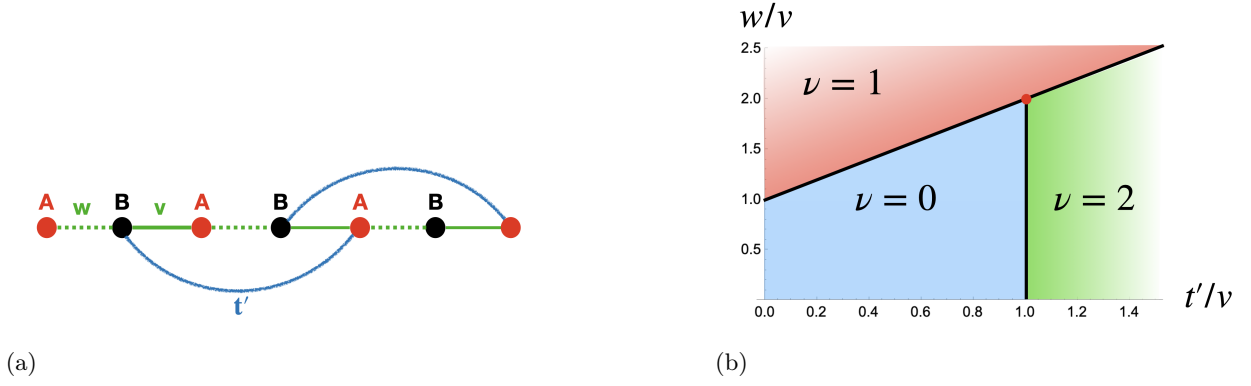 A w B v A B A B
t′
(a)
w/v
2.5
2.0
1.5
1.0
0.5
ν = 1
ν = 0
ν = 2
0.0 0.2 0.4 0.6 0.8 1.0 1.2 1.4
t′/v
(b)